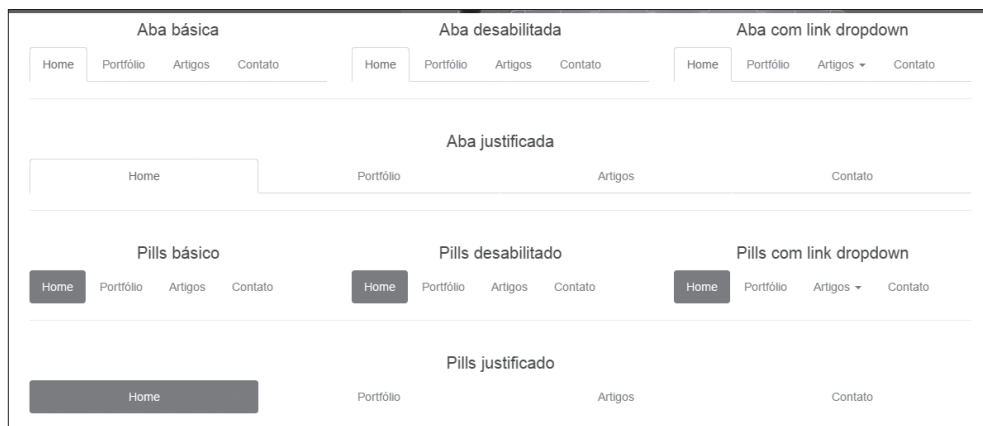 Aba básica Aba desabilitada Aba com link dropdown
Home Portfólio Artigos Contato Home Portfólio Artigos Contato Home Portfólio Artigos Contato
Aba justificada
Home Portfólio Artigos Contato
Pills básico Pills desabilitado Pills com link dropdown
Home Portfólio Artigos Contato Home Portfólio Artigos Contato Home Portfólio Artigos Contato
Pills justificado
Home Portfólio Artigos Contato